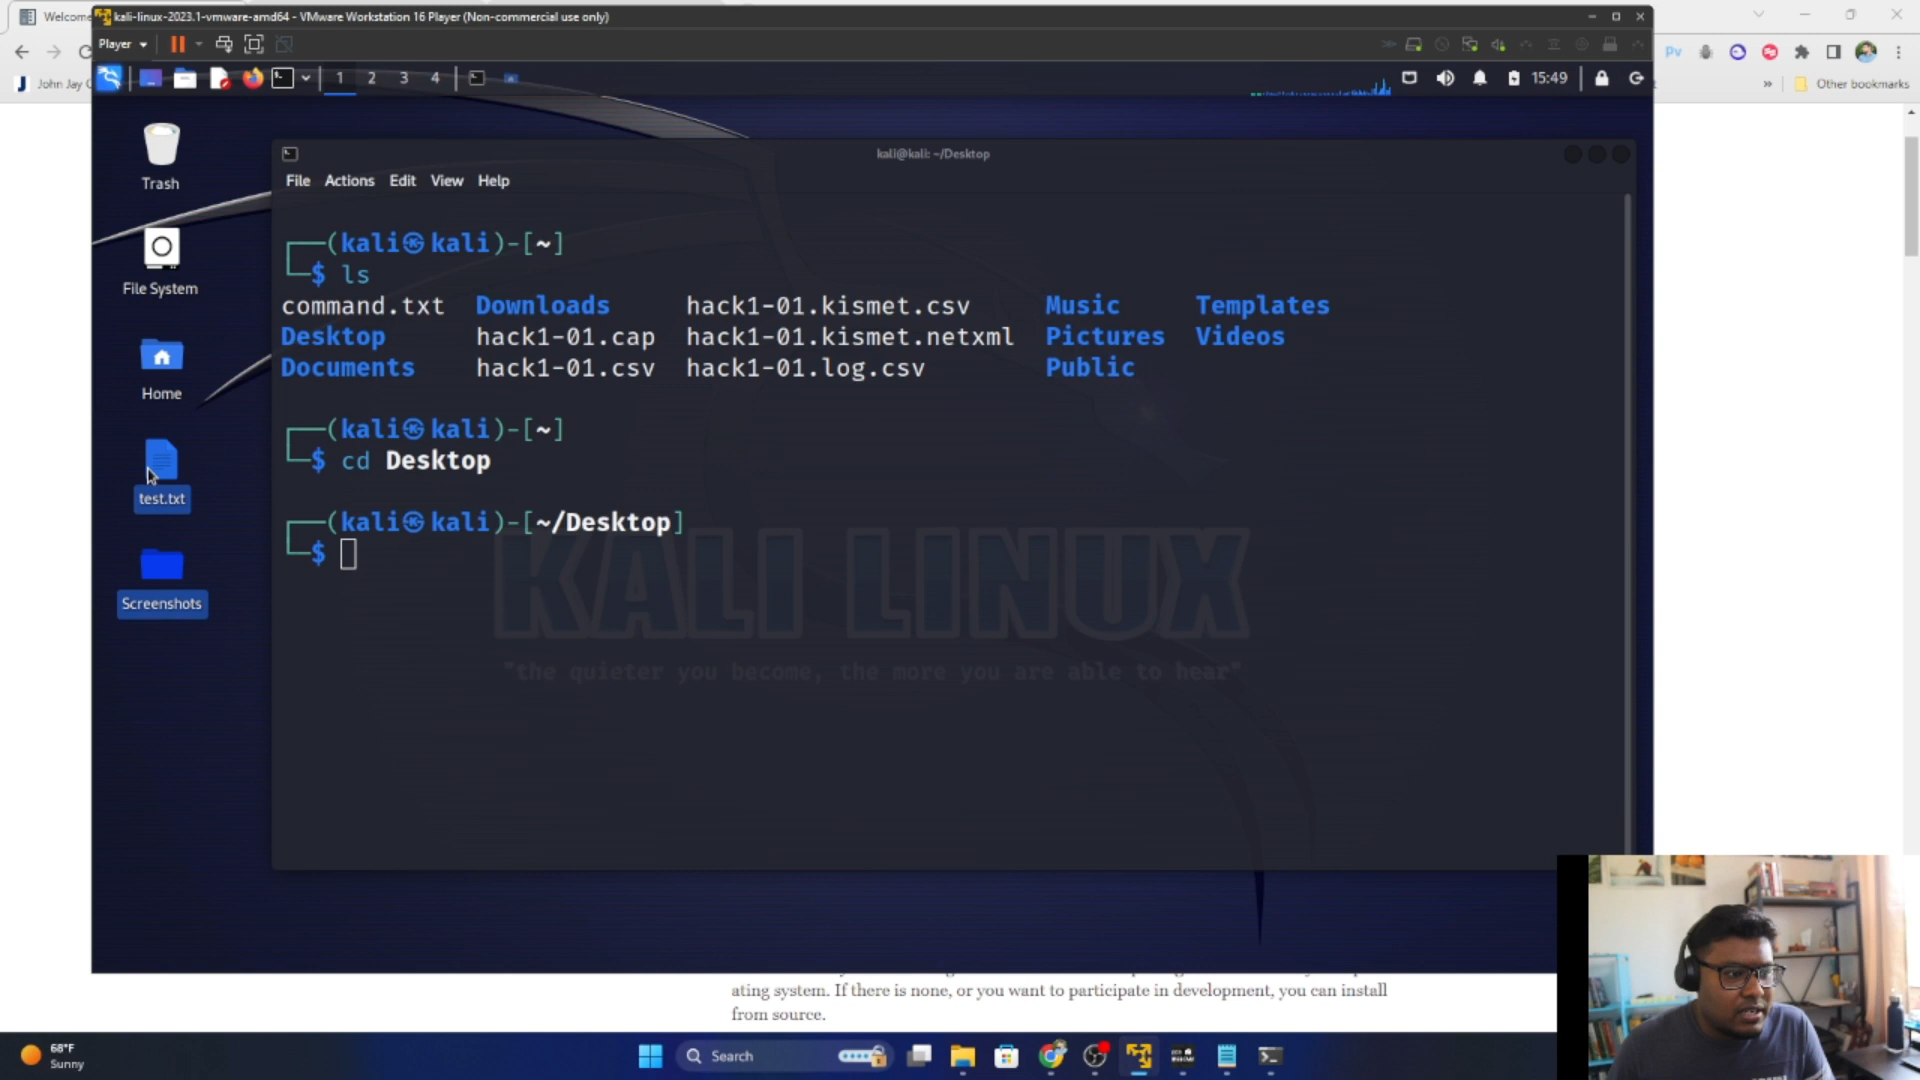 Welcome
kali-linux-2023.1-vmware-amd64 - VMware Workstation 16 Player (Non-commercial use only)
Player
John Jay
Pv
» Other bookmarks
1 2 3 4
15:49
Trash
File System
Home
test.txt
Screenshots
kali@kali: ~/Desktop
File Actions Edit View Help
(kali㉿kali)-[~]
$ ls
command.txt Downloads hack1-01.kismet.csv Music Templates
Desktop hack1-01.cap hack1-01.kismet.netxml Pictures Videos
Documents hack1-01.csv hack1-01.log.csv Public
(kali㉿kali)-[~]
$ cd Desktop
(kali㉿kali)-[~/Desktop]
$
KALI LINUX
"the quieter you become, the more you are able to hear"
ating system. If there is none, or you want to participate in development, you can install
from source.
68°F
Sunny
Search